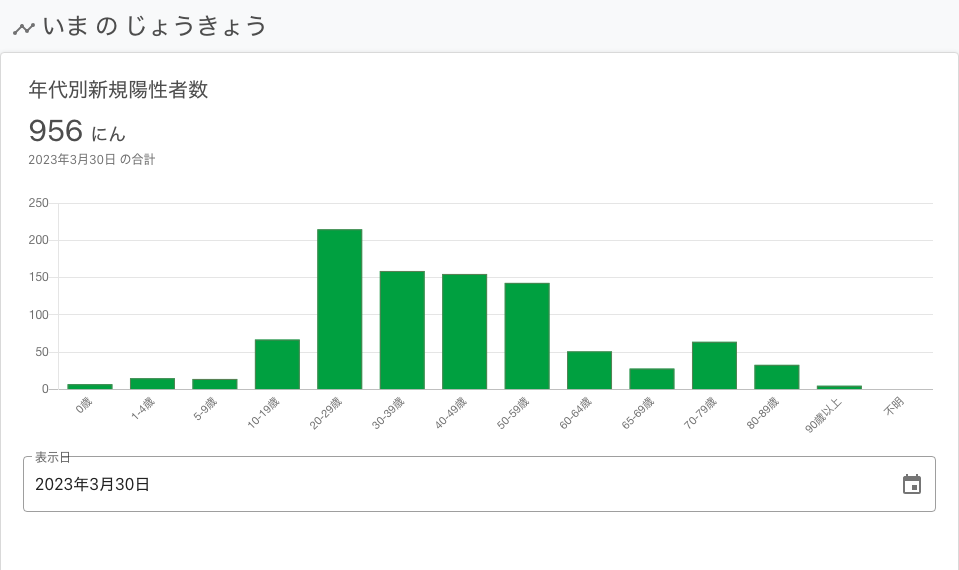 いま の じょうきょう
年代別新規陽性者数
956 にん
2023年3月30日 の合計
250
200
150
100
50
0
0歳
1-4歳
5-9歳
10-19歳
20-29歳
30-39歳
40-49歳
50-59歳
60-64歳
65-69歳
70-79歳
80-89歳
90歳以上
不明
表示日
2023年3月30日